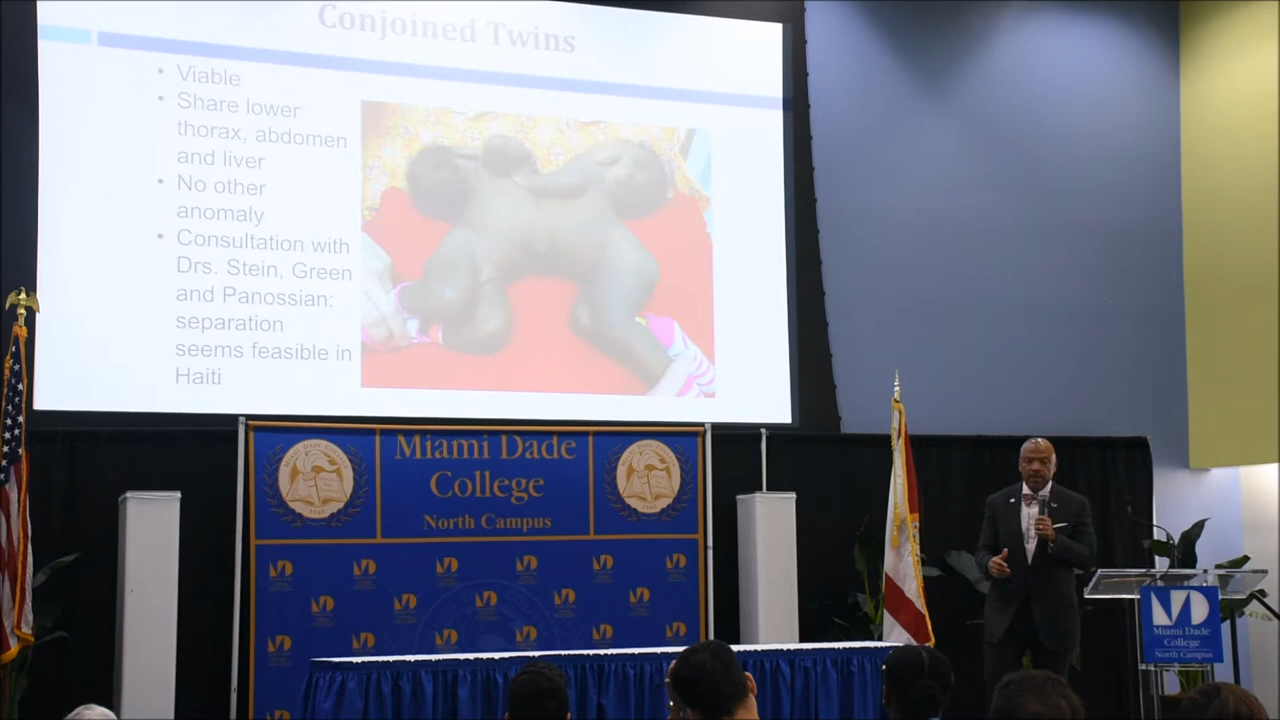 Conjoined Twins
• Viable
• Share lower
thorax, abdomen
and liver
• No other
anomaly
• Consultation with
Drs. Stein, Green
and Panossian:
separation
seems feasible in
Haiti
Miami Dade
College
North Campus
Miami Dade
College
North Campus